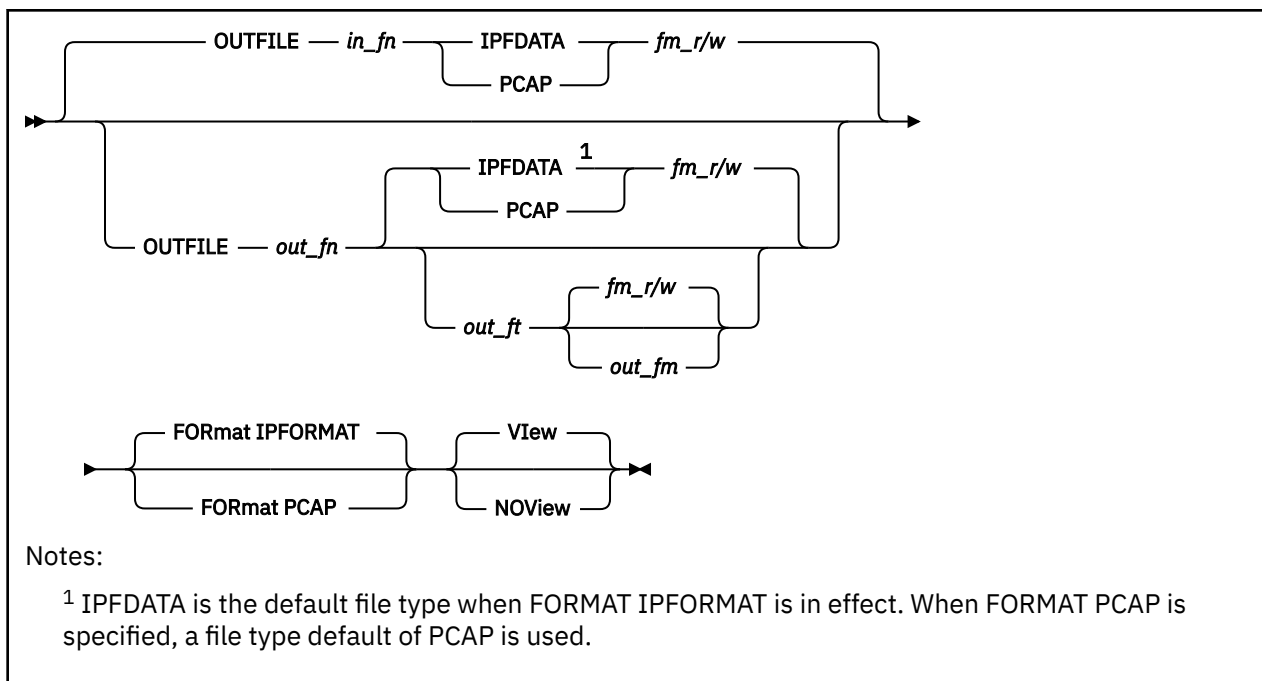 OUTFILE in_fn IPFDATA fm_r/w
PCAP
IPFDATA 1 fm_r/w
PCAP
OUTFILE out_fn
fm_r/w
out_ft
out_fm
FORmat IPFORMAT VIew
FORmat PCAP NOView
Notes:
1 IPFDATA is the default file type when FORMAT IPFORMAT is in effect. When FORMAT PCAP is
specified, a file type default of PCAP is used.